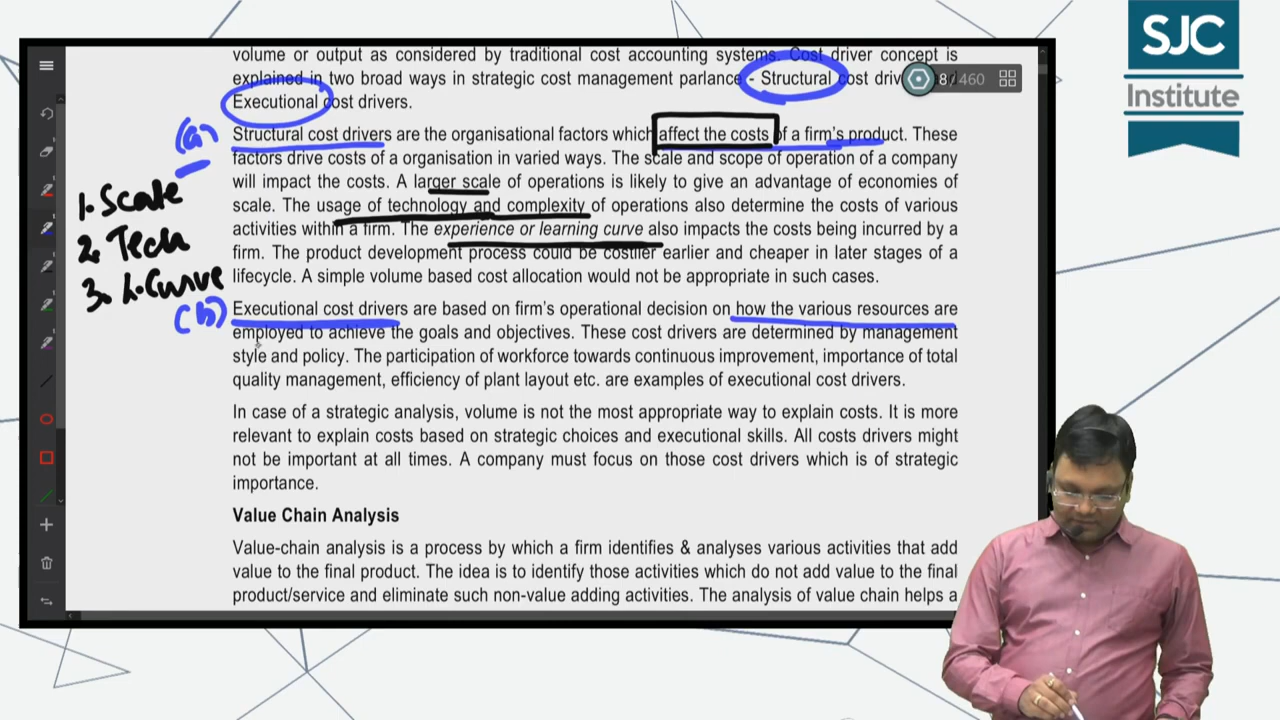 SJC
Institute
8/460
volume or output as considered by traditional cost accounting systems. Cost driver concept is
explained in two broad ways in strategic cost management parlance - Structural cost
Executional cost drivers.
(a)
Structural cost drivers are the organisational factors which affect the costs of a firm's product. These
factors drive costs of a organisation in varied ways. The scale and scope of operation of a company
will impact the costs. A larger scale of operations is likely to give an advantage of economies of
scale. The usage of technology and complexity of operations also determine the costs of various
activities within a firm. The experience or learning curve also impacts the costs being incurred by a
firm. The product development process could be costlier earlier and cheaper in later stages of a
lifecycle. A simple volume based cost allocation would not be appropriate in such cases.
1. Scale
2. Tech
3. L. Curve
(b)
Executional cost drivers are based on firm's operational decision on how the various resources are
employed to achieve the goals and objectives. These cost drivers are determined by management
style and policy. The participation of workforce towards continuous improvement, importance of total
quality management, efficiency of plant layout etc. are examples of executional cost drivers.
In case of a strategic analysis, volume is not the most appropriate way to explain costs. It is more
relevant to explain costs based on strategic choices and executional skills. All costs drivers might
not be important at all times. A company must focus on those cost drivers which is of strategic
importance.
Value Chain Analysis
Value-chain analysis is a process by which a firm identifies & analyses various activities that add
value to the final product. The idea is to identify those activities which do not add value to the final
product/service and eliminate such non-value adding activities. The analysis of value chain helps a